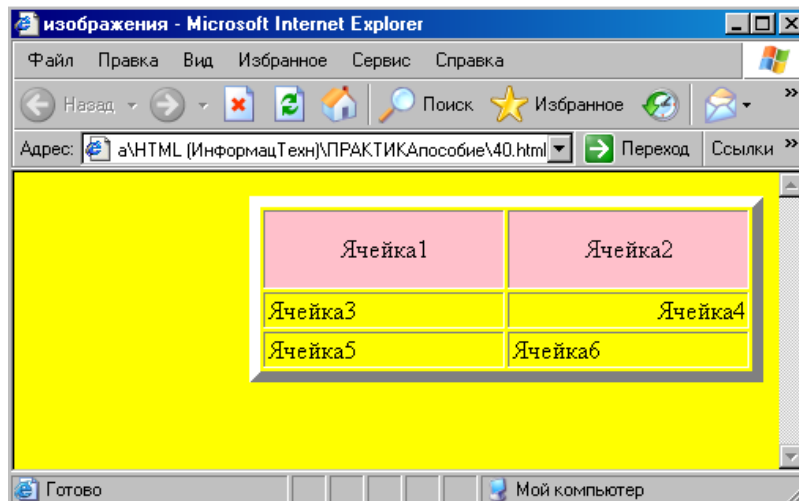 изображения - Microsoft Internet Explorer
Файл Правка Вид Избранное Сервис Справка
Назад Поиск Избранное »
Адрес: а\HTML (ИнформацТехн)\ПРАКТИКАпособие\40.html Переход Ссылки »
Ячейка1 Ячейка2
Ячейка3 Ячейка4
Ячейка5 Ячейка6
Готово Мой компьютер